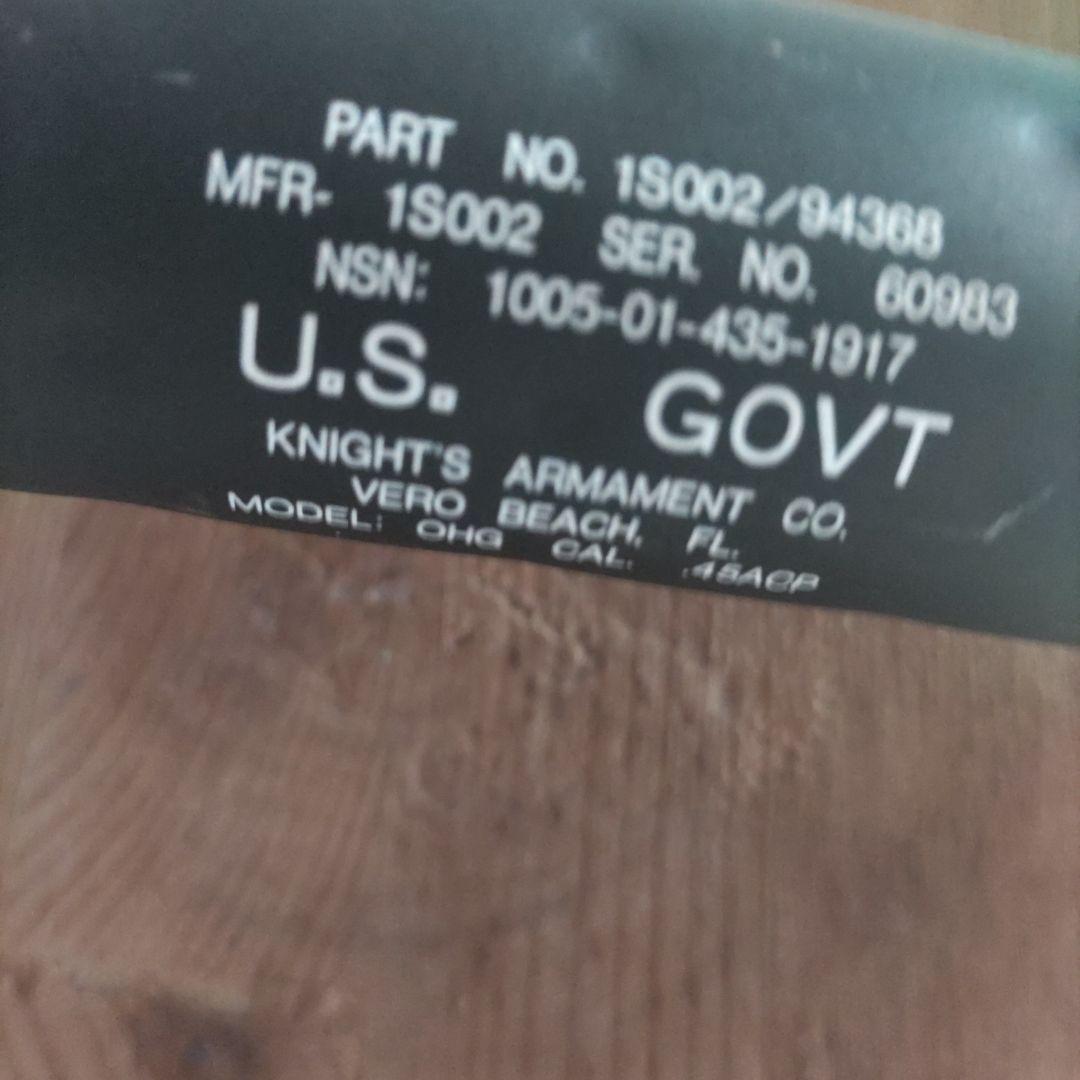 PART NO. 1S002/94368
MFR- 1S002 SER. NO. 60983
NSN: 1005-01-435-1917
U.S. GOVT
KNIGHT'S ARMAMENT CO.
VERO BEACH, FL.
MODEL: OHG CAL. .45ACP